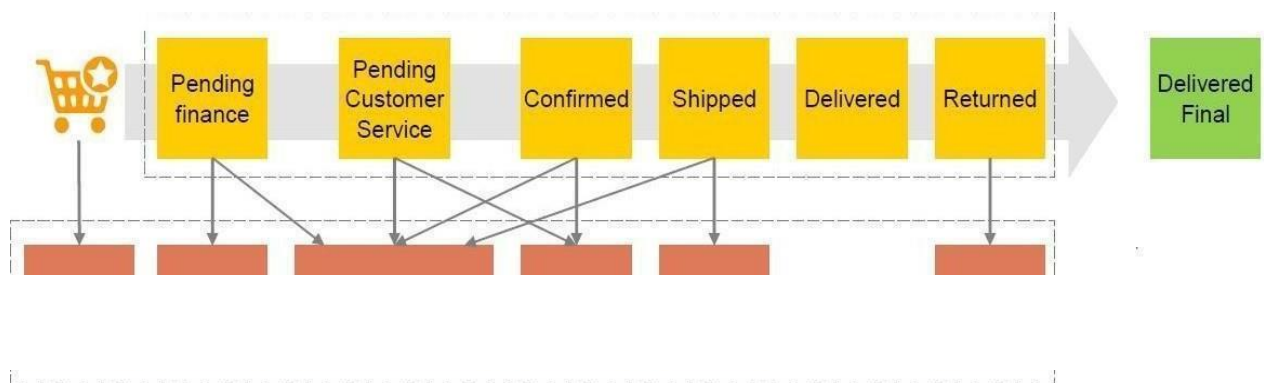 Pending
finance
Pending
Customer
Service
Confirmed
Shipped
Delivered
Returned
Delivered
Final